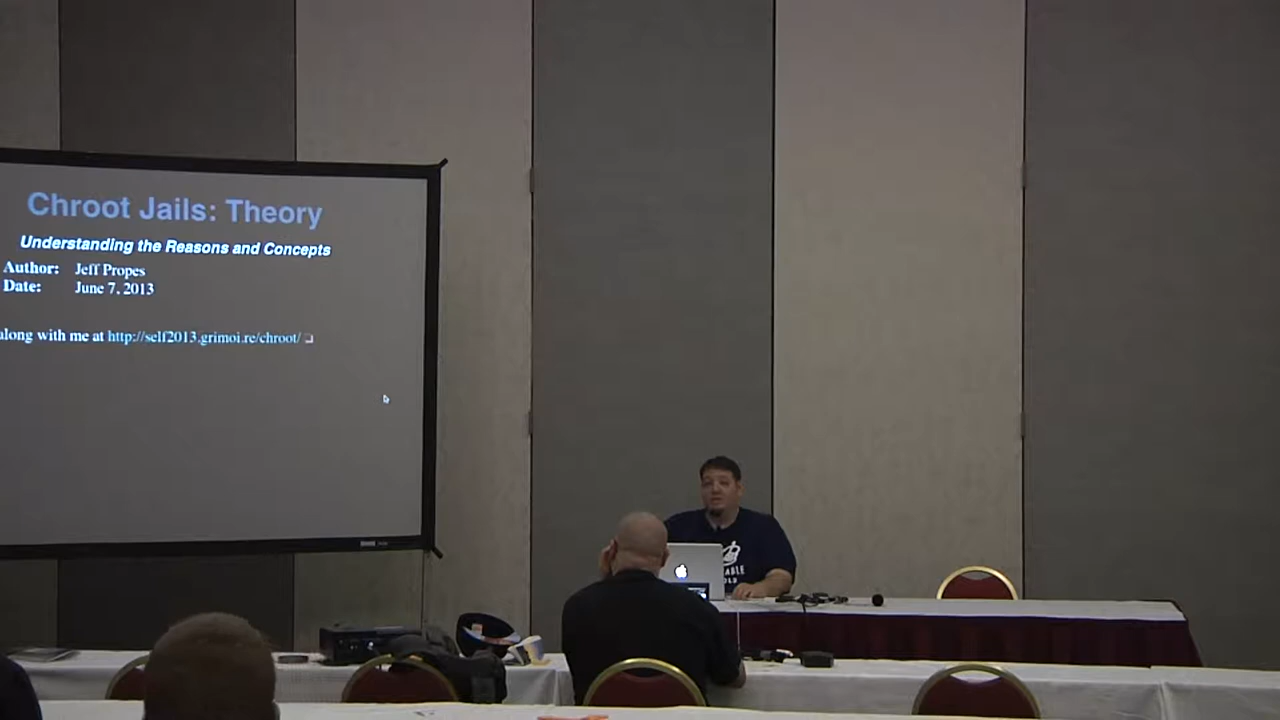 Chroot Jails: Theory
Understanding the Reasons and Concepts
Author: Jeff Propes
Date: June 7, 2013
along with me at http://self2013.grimoi.re/chroot/